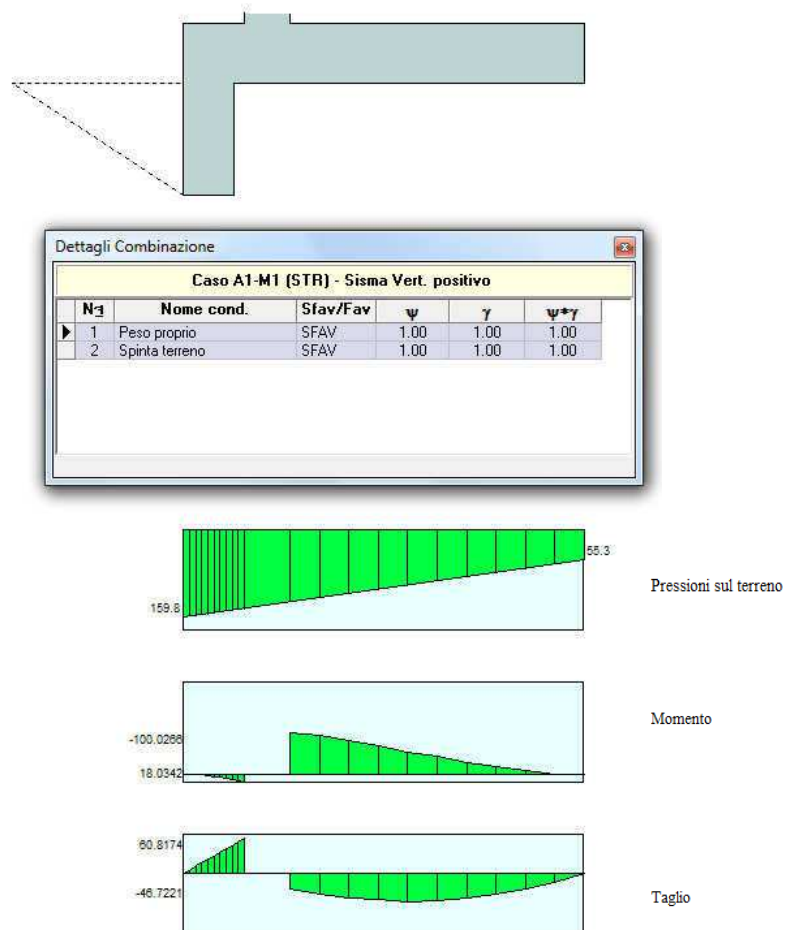 Dettagli Combinazione
Caso A1-M1 (STR) - Sisma Vert. positivo
Nome cond. Sfav/Fav ψ γ ψ*γ
1 Peso proprio SFAV 1.00 1.00 1.00
2 Spinta terreno SFAV 1.00 1.00 1.00
159.8
55.3
Pressioni sul terreno
-100.0266
18.0342
Momento
60.8174
-46.7221
Taglio